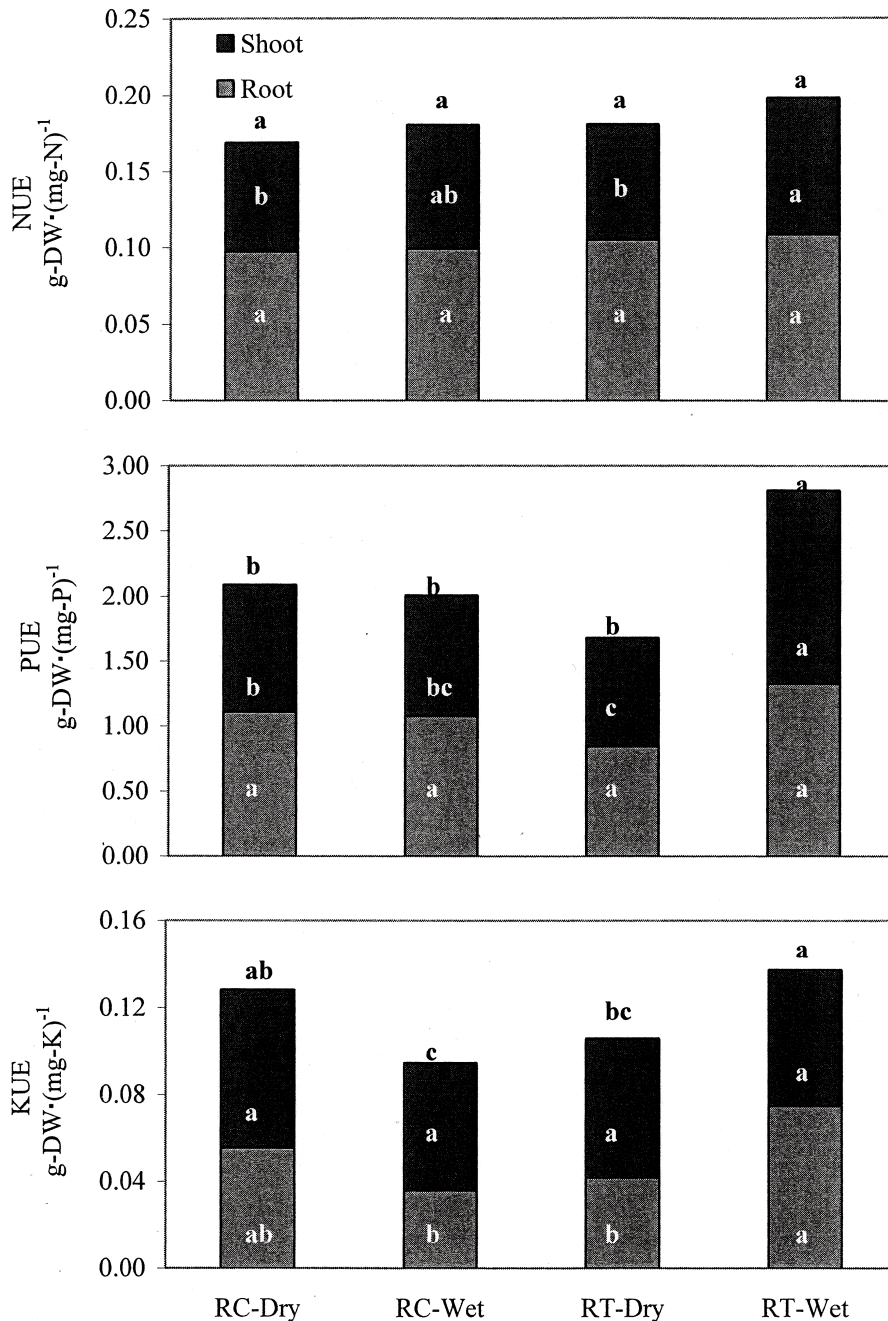 0.25
Shoot
Root
a
a
a
a
0.20
0.15
b
ab
b
a
0.10
a
a
a
a
0.05
0.00
NUE
g-DW·(mg-N)⁻¹
3.00
a
2.50
b
b
b
2.00
1.50
b
bc
c
a
1.00
a
a
a
a
0.50
0.00
PUE
g-DW·(mg-P)⁻¹
0.16
ab
c
bc
a
0.12
0.08
a
a
a
a
0.04
ab
b
b
a
0.00
KUE
g-DW·(mg-K)⁻¹
RC-Dry RC-Wet RT-Dry RT-Wet